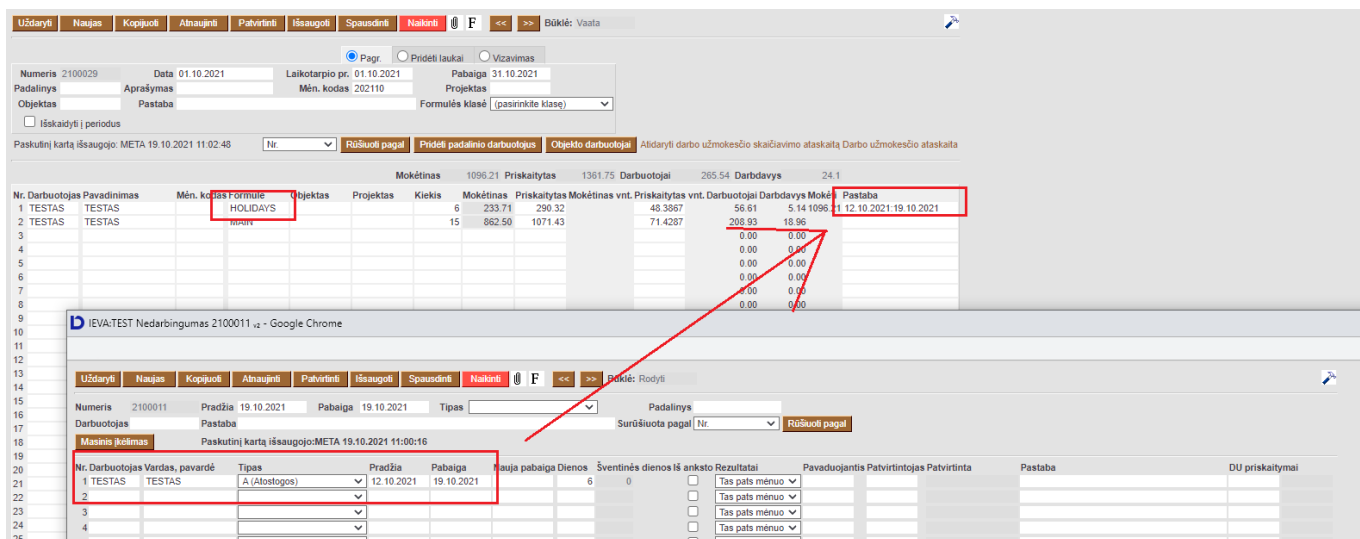 Uždaryti Naujas Kopijuoti Atnaujinti Patvirtinti Išsaugoti Spausdinti Naikinti F << >> Būklė: Vaata
Pagr. Pridėti laukai Vizavimas
Numeris 2100029 Data 01.10.2021 Laikotarpio pr. 01.10.2021 Pabaiga 31.10.2021
Padalinys Aprašymas Mėn. kodas 202110 Projektas
Objektas Pastaba Formulės klasė (pasirinkite klasę)
Išskaidyti į periodus
Paskutinį kartą išsaugojo: META 19.10.2021 11:02:48 Nr. Rūšiuoti pagal Pridėti padalinio darbuotojus Objekto darbuotojai Atidaryti darbo užmokesčio skaičiavimo ataskaitą Darbo užmokesčio ataskaita
Mokėtinas 1096.21 Priskaitytas 1361.75 Darbuotojai 265.54 Darbdavys 24.1
Nr. Darbuotojas Pavadinimas Mėn. kodas Formulė Objektas Projektas Kiekis Mokėtinas Priskaitytas Mokėtinas vnt. Priskaitytas vnt. Darbuotojai Darbdavys Mokėti Pastaba
1 TESTAS TESTAS HOLIDAYS 6 233.71 290.32 48.3867 56.61 5.14 1096.21 12.10.2021:19.10.2021
2 TESTAS TESTAS MAIN 15 862.50 1071.43 71.4287 208.93 18.96
3 0.00 0.00
4 0.00 0.00
5 0.00 0.00
6 0.00 0.00
7 0.00 0.00
8 0.00 0.00
9
IEVA:TEST Nedarbingumas 2100011 v2 - Google Chrome
10
11
12
13
Uždaryti Naujas Kopijuoti Atnaujinti Patvirtinti Išsaugoti Spausdinti Naikinti F << >> Būklė: Rodyti
14
15
Numeris 2100011 Pradžia 19.10.2021 Pabaiga 19.10.2021 Tipas Padalinys
16
Darbuotojas Pastaba Surūšiuota pagal Nr. Rūšiuoti pagal
17
18
Masinis įkėlimas Paskutinį kartą išsaugojo:META 19.10.2021 11:00:16
19
20
Nr. Darbuotojas Vardas, pavardė Tipas Pradžia Pabaiga Nauja pabaiga Dienos Šventinės dienos Iš anksto Rezultatai Pavaduojantis Patvirtintojas Patvirtinta Pastaba DU priskaitymai
21
1 TESTAS TESTAS A (Atostogos) 12.10.2021 19.10.2021 6 0 Tas pats mėnuo
22
2 Tas pats mėnuo
23
3 Tas pats mėnuo
24
4 Tas pats mėnuo
25